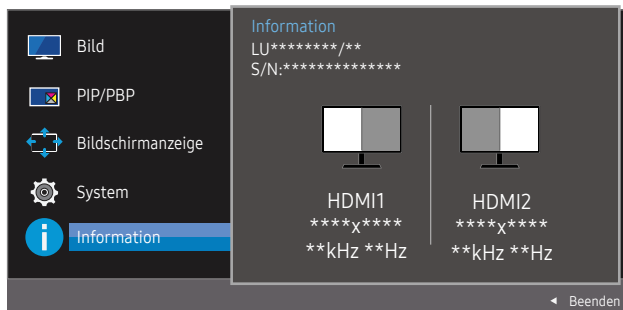 Bild
PIP/PBP
Bildschirmanzeige
System
Information
Information
LU********/**
S/N:**************
HDMI1
****x****
**kHz **Hz
HDMI2
****x****
**kHz **Hz
Beenden